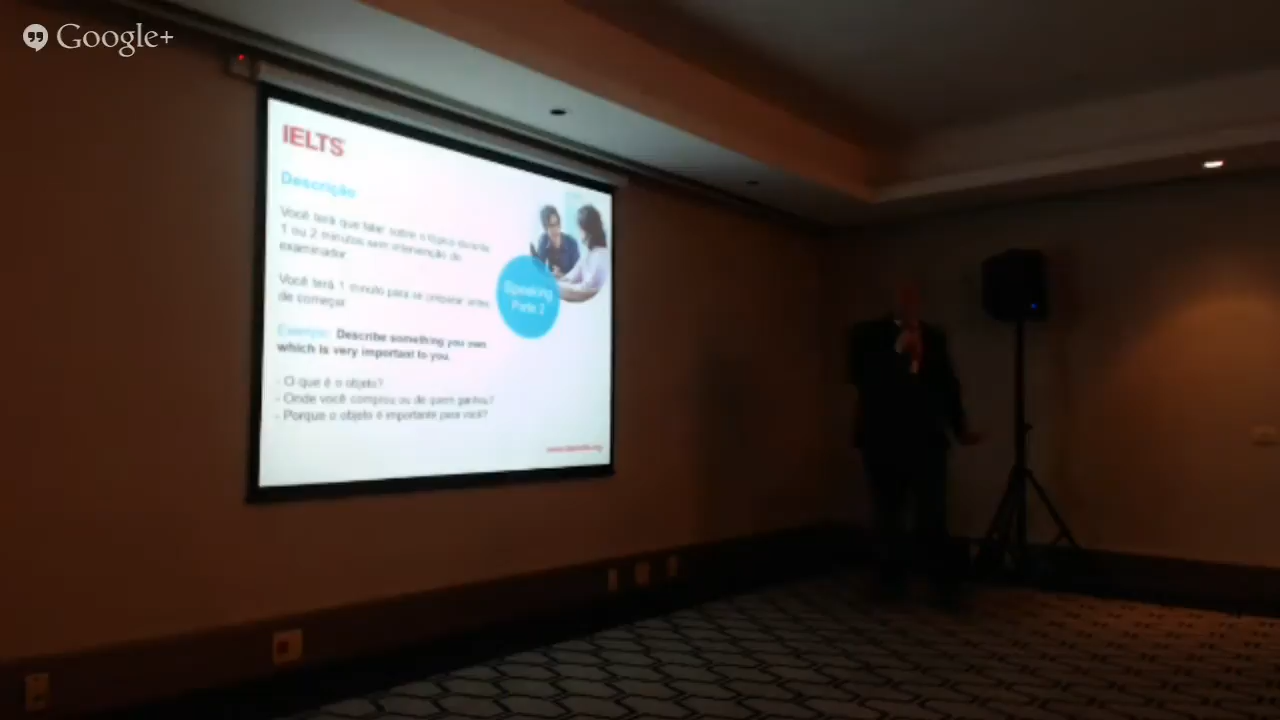 Google+
IELTS
Descrição
Você terá que falar sobre o tópico durante
1 ou 2 minutos sem intervenção do
examinador
Você terá 1 minuto para se preparar antes
de começar
Speaking
Parte 2
Exemplo: Describe something you own
which is very important to you.
- O que é o objeto?
- Onde você comprou ou de quem ganhou?
- Porque o objeto é importante para você?